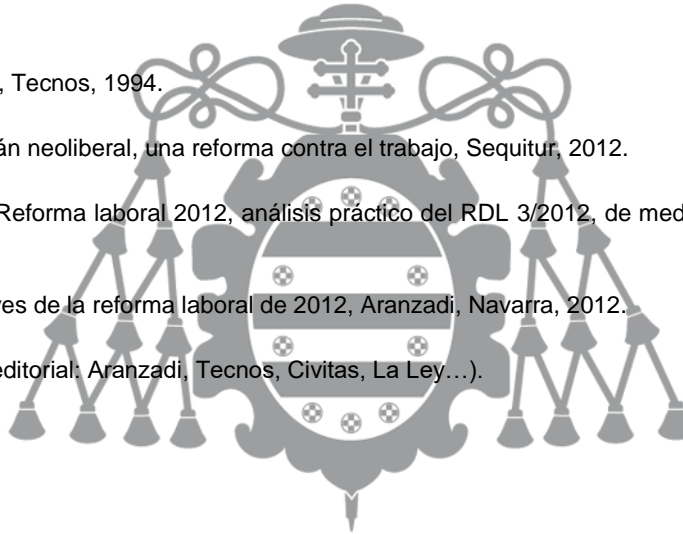 , Tecnos, 1994.
án neoliberal, una reforma contra el trabajo, Sequitur, 2012.
Reforma laboral 2012, análisis práctico del RDL 3/2012, de med
ves de la reforma laboral de 2012, Aranzadi, Navarra, 2012.
editorial: Aranzadi, Tecnos, Civitas, La Ley…).